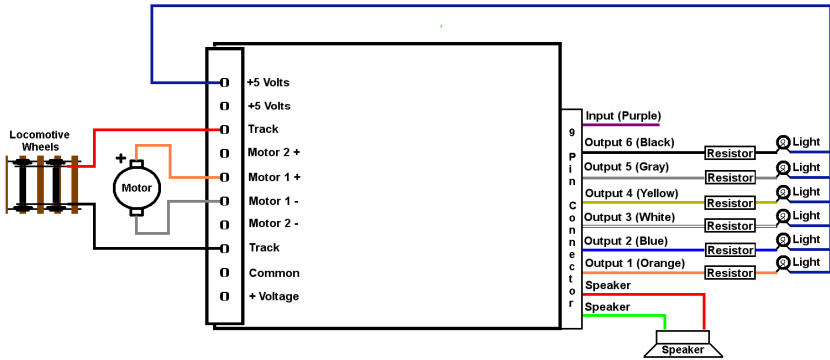 +5 Volts
+5 Volts
Track
Motor 2 +
Motor 1 +
Motor 1 -
Motor 2 -
Track
Common
+ Voltage
Locomotive
Wheels
+
Motor
9 Pin Connector
Input (Purple)
Output 6 (Black)
Resistor
Light
Output 5 (Gray)
Resistor
Light
Output 4 (Yellow)
Resistor
Light
Output 3 (White)
Resistor
Light
Output 2 (Blue)
Resistor
Light
Output 1 (Orange)
Resistor
Light
Speaker
Speaker
Speaker